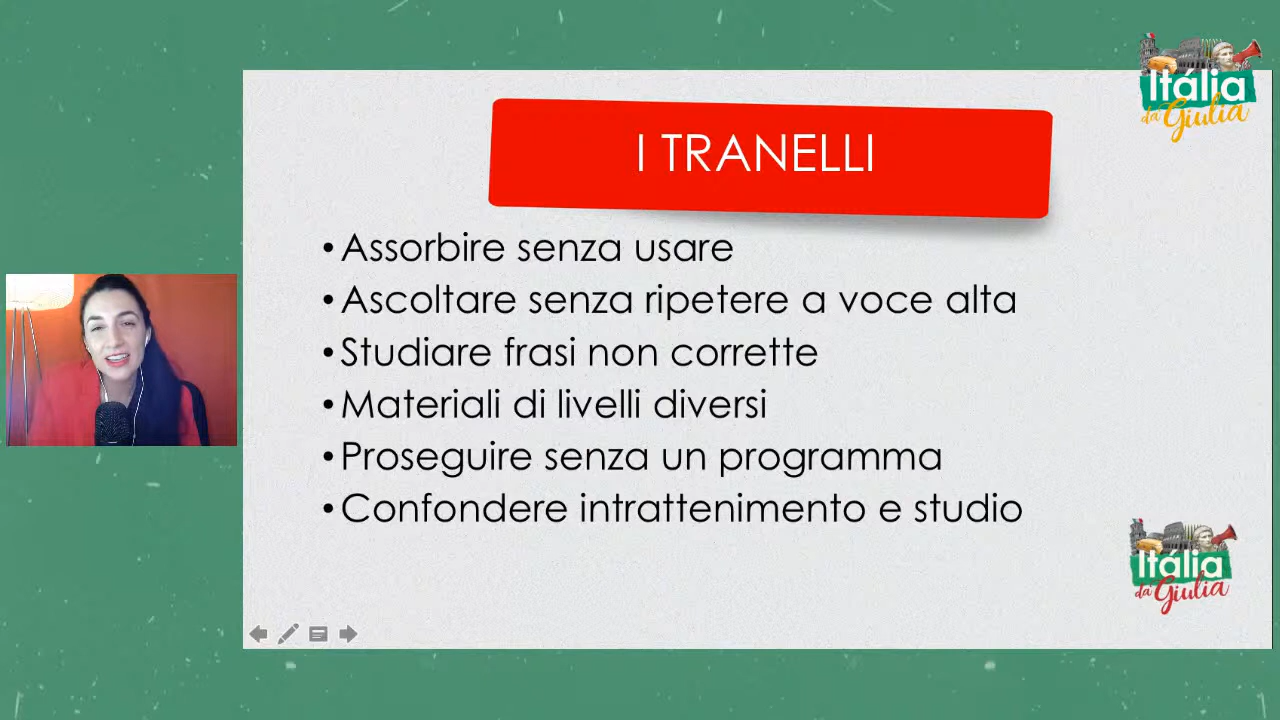 Itália
da Giulia
I TRANELLI
• Assorbire senza usare
• Ascoltare senza ripetere a voce alta
• Studiare frasi non corrette
• Materiali di livelli diversi
• Proseguire senza un programma
• Confondere intrattenimento e studio
Itália
da Giulia